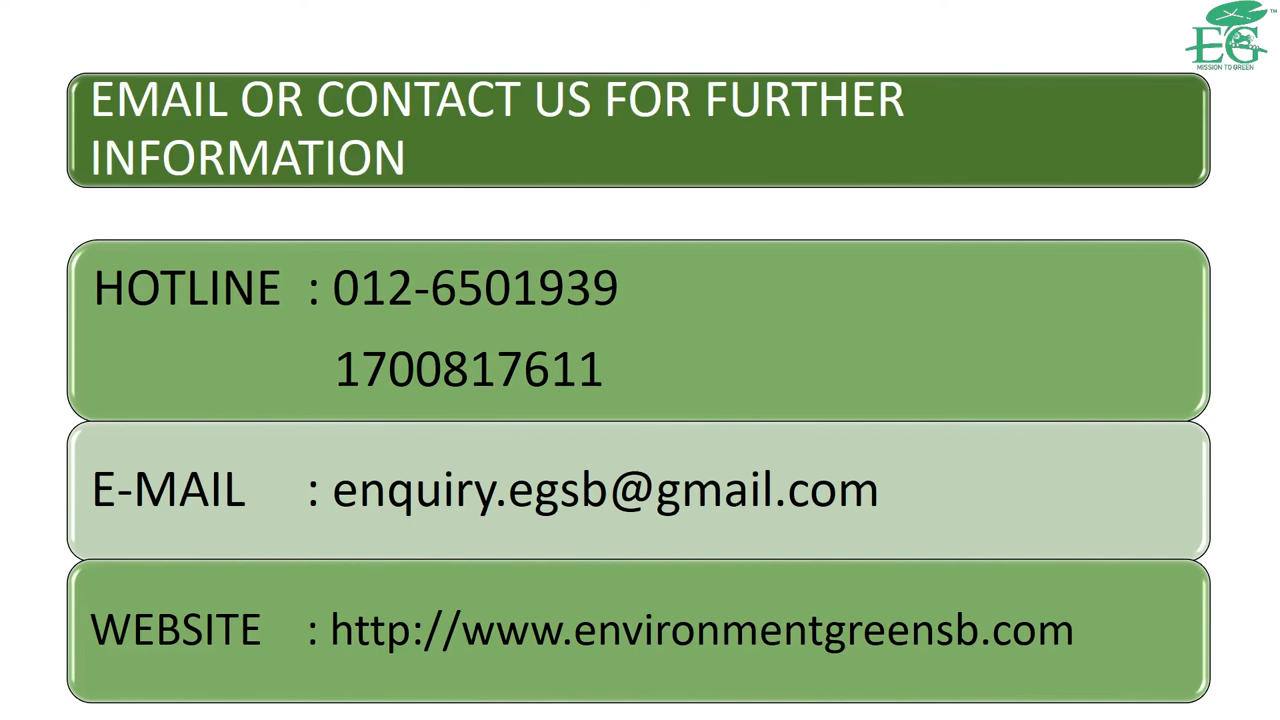 EG
TM
MISSION TO GREEN
EMAIL OR CONTACT US FOR FURTHER
INFORMATION
HOTLINE : 012-6501939
1700817611
E-MAIL : enquiry.egsb@gmail.com
WEBSITE : http://www.environmentgreensb.com